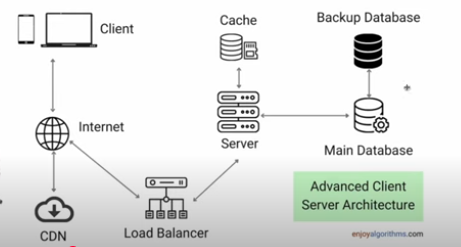 Client
Cache
Backup Database
Internet
Server
Main Database
CDN
Load Balancer
Advanced Client
Server Architecture
enjoyalgorithms.com